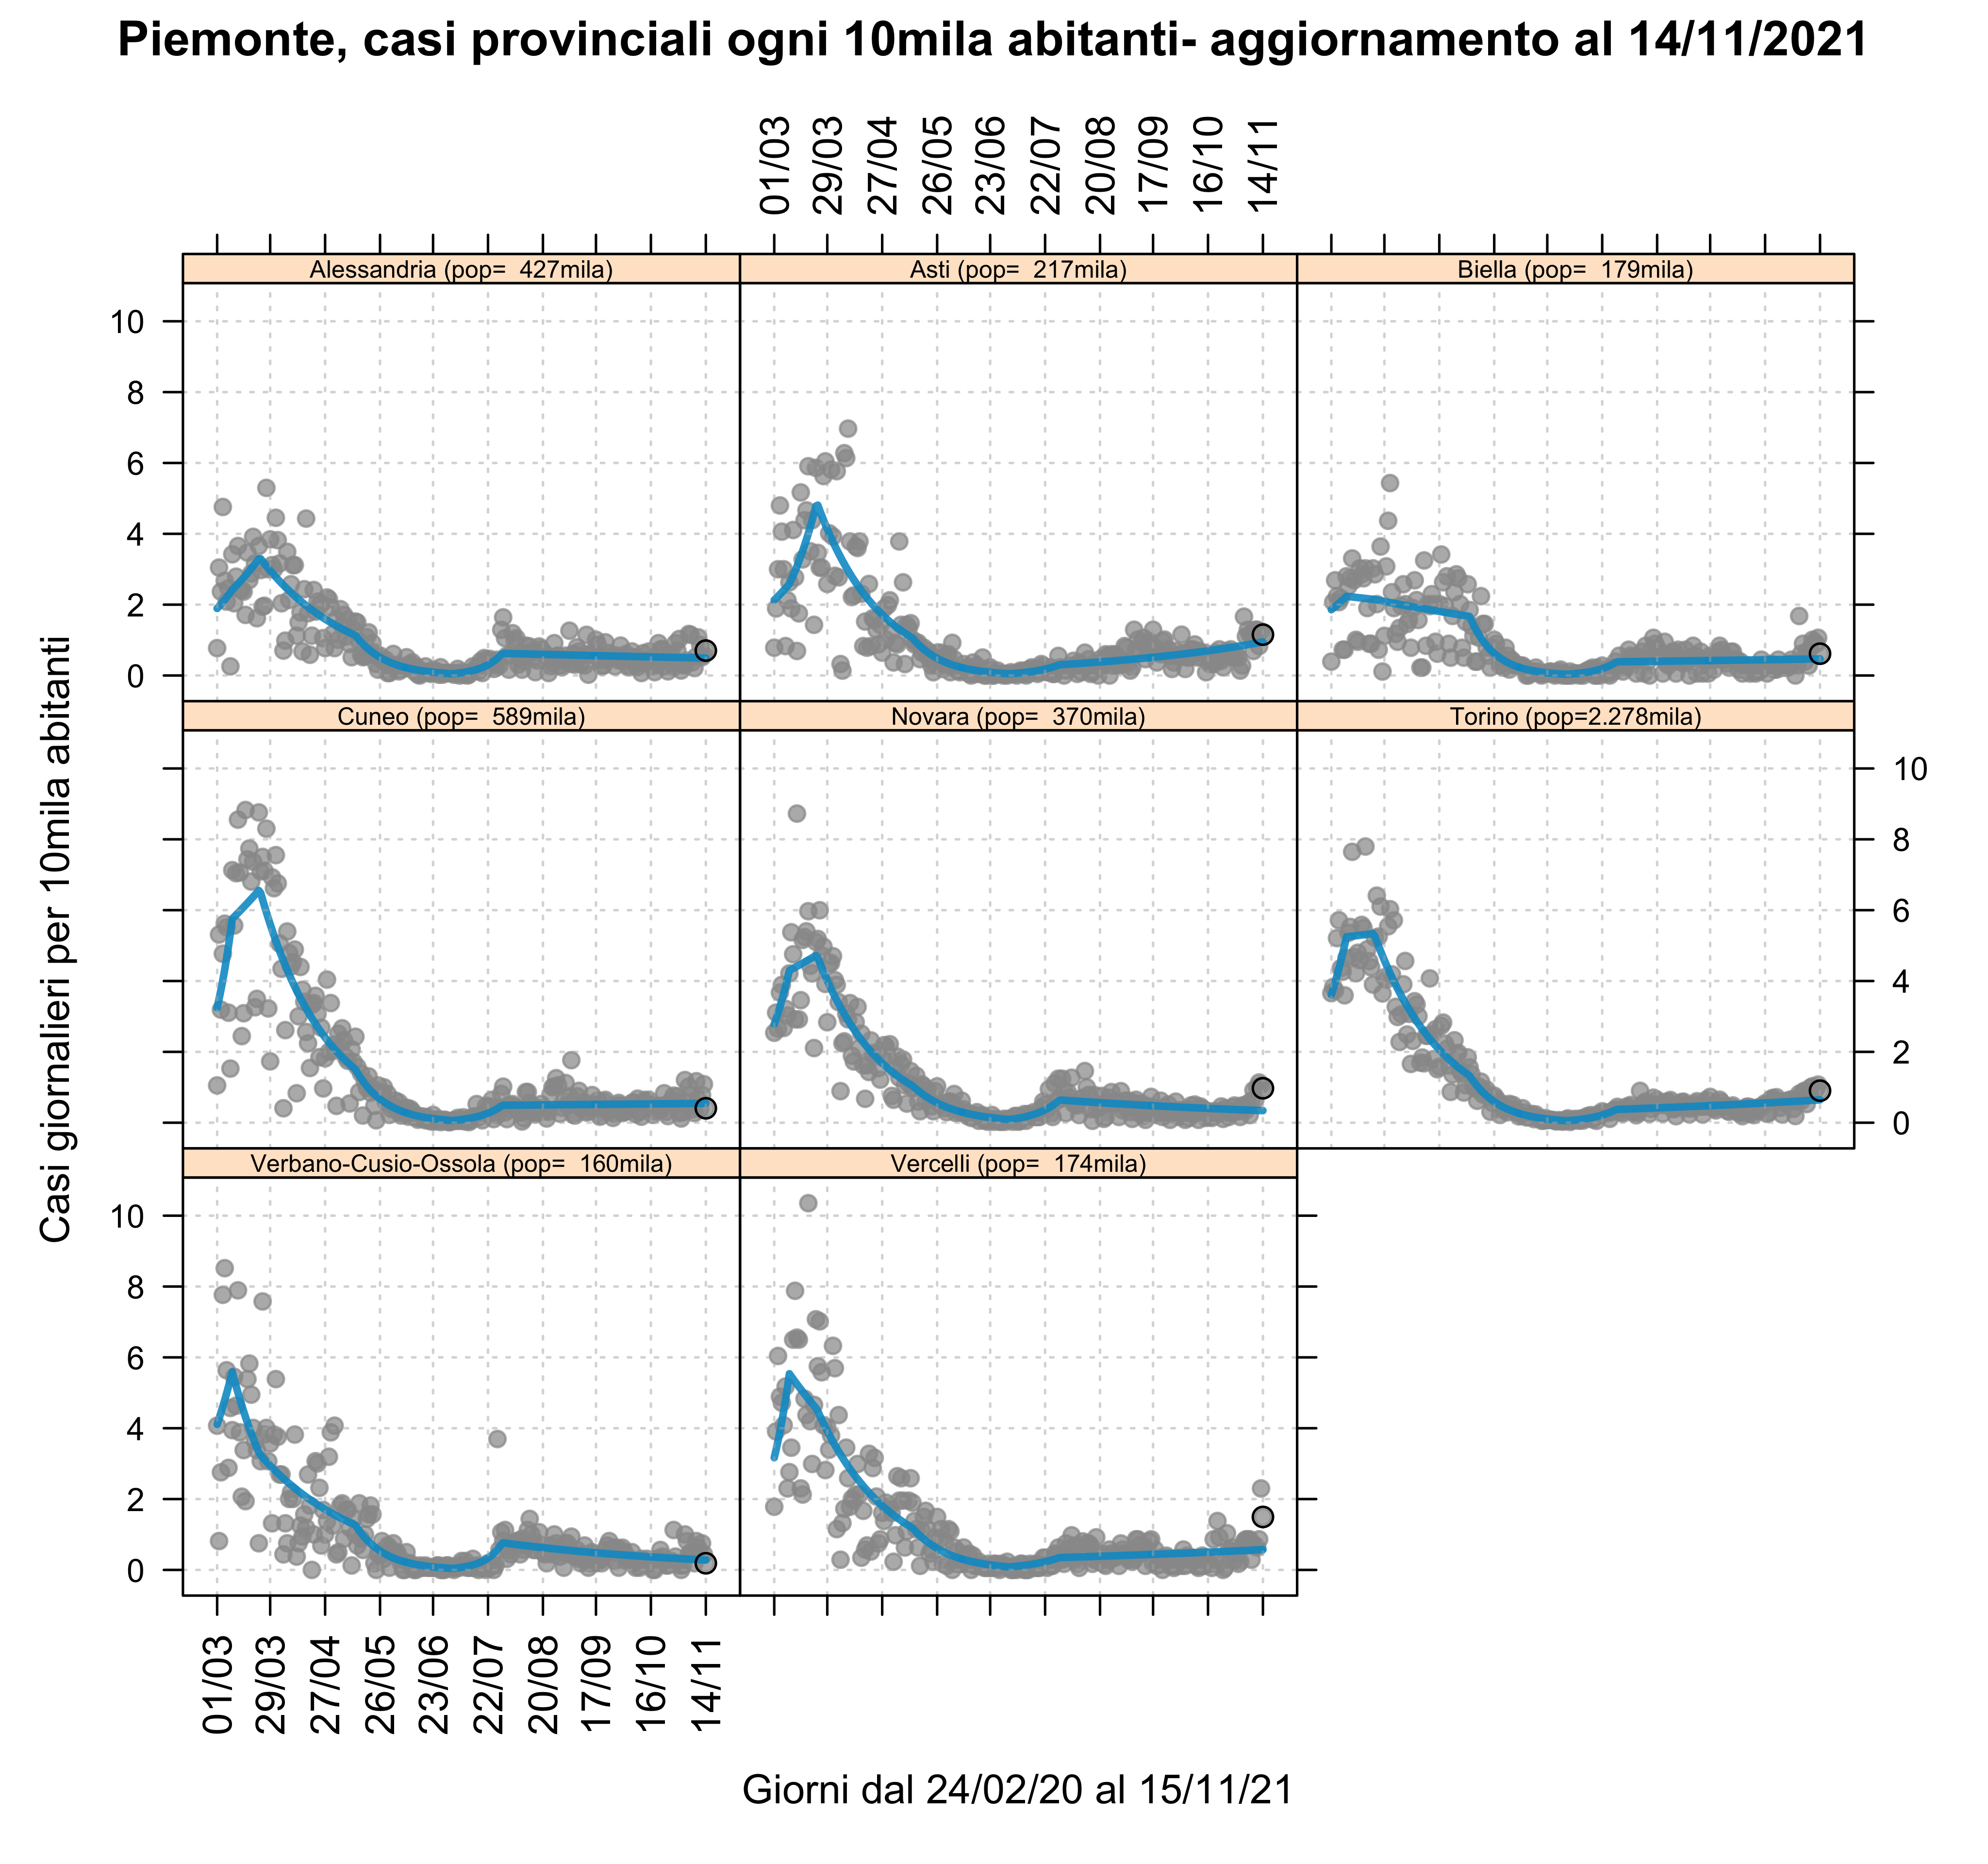 Piemonte, casi provinciali ogni 10mila abitanti- aggiornamento al 14/11/2021
01/03 29/03 27/04 26/05 23/06 22/07 20/08 17/09 16/10 14/11
Alessandria (pop= 427mila)
Asti (pop= 217mila)
Biella (pop= 179mila)
10
8
6
4
2
0
Casi giornalieri per 10mila abitanti
Cuneo (pop= 589mila)
Novara (pop= 370mila)
Torino (pop=2.278mila)
10
8
6
4
2
0
Verbano-Cusio-Ossola (pop= 160mila)
Vercelli (pop= 174mila)
10
8
6
4
2
0
01/03 29/03 27/04 26/05 23/06 22/07 20/08 17/09 16/10 14/11
Giorni dal 24/02/20 al 15/11/21